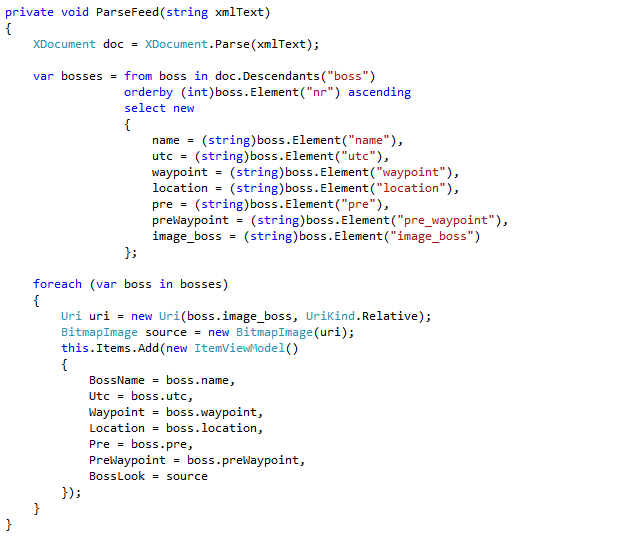 private void ParseFeed(string xmlText)
{
    XDocument doc = XDocument.Parse(xmlText);

    var bosses = from boss in doc.Descendants("boss")
                 orderby (int)boss.Element("nr") ascending
                 select new
                 {
                     name = (string)boss.Element("name"),
                     utc = (string)boss.Element("utc"),
                     waypoint = (string)boss.Element("waypoint"),
                     location = (string)boss.Element("location"),
                     pre = (string)boss.Element("pre"),
                     preWaypoint = (string)boss.Element("pre_waypoint"),
                     image_boss = (string)boss.Element("image_boss")
                 };

    foreach (var boss in bosses)
    {
        Uri uri = new Uri(boss.image_boss, UriKind.Relative);
        BitmapImage source = new BitmapImage(uri);
        this.Items.Add(new ItemViewModel()
        {
            BossName = boss.name,
            Utc = boss.utc,
            Waypoint = boss.waypoint,
            Location = boss.location,
            Pre = boss.pre,
            PreWaypoint = boss.preWaypoint,
            BossLook = source
        });
    }
}